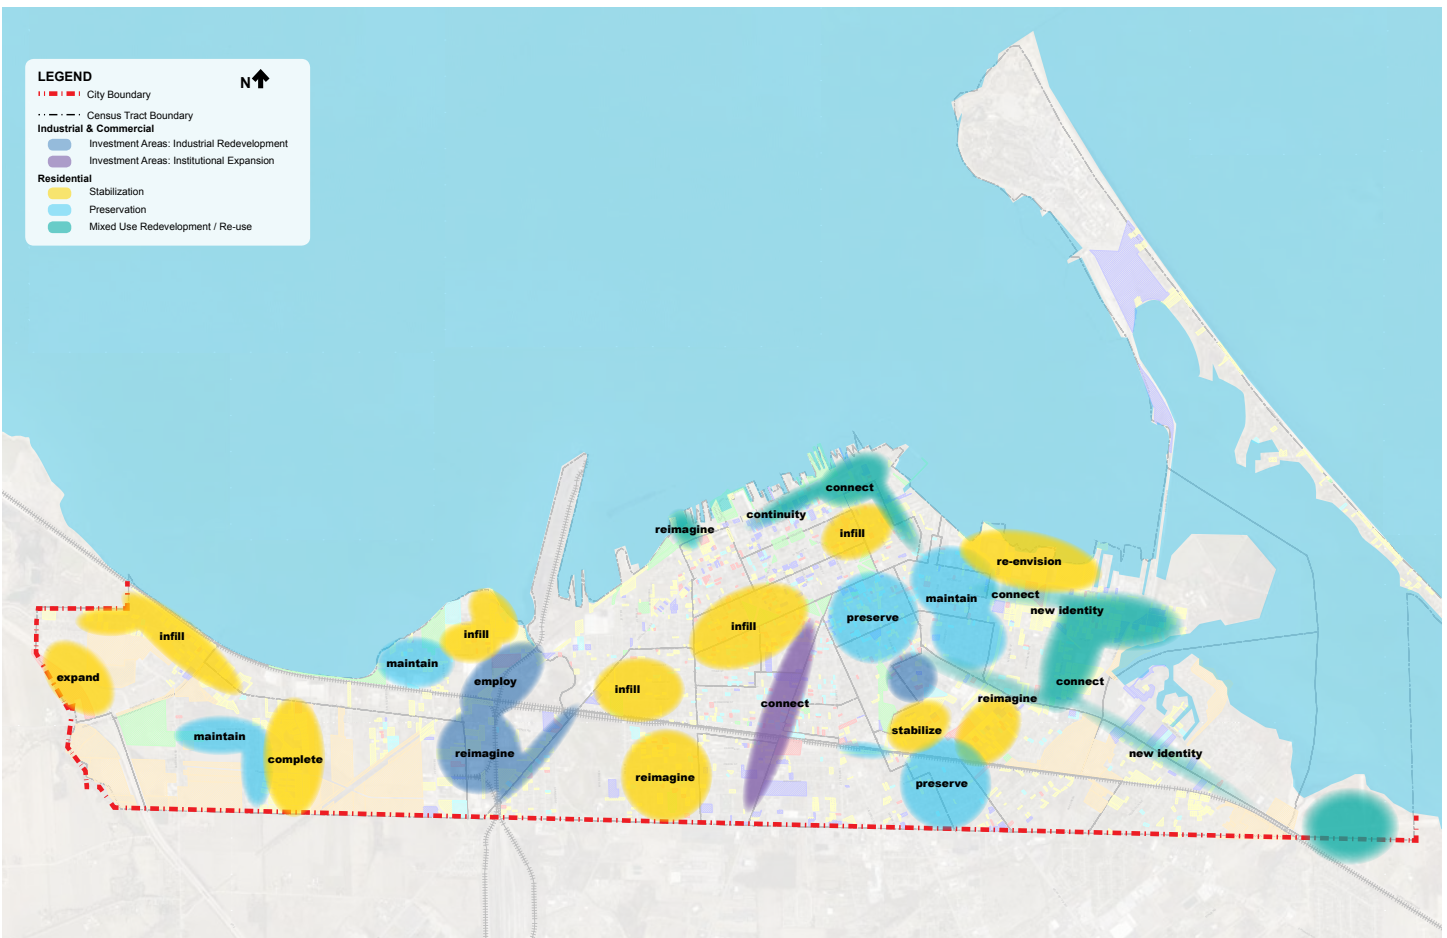 LEGEND
N
City Boundary
Census Tract Boundary
Industrial & Commercial
Investment Areas: Industrial Redevelopment
Investment Areas: Institutional Expansion
Residential
Stabilization
Preservation
Mixed Use Redevelopment / Re-use
connect
continuity
reimagine
infill
re-envision
connect
maintain
new identity
preserve
infill
infill
infill
maintain
expand
employ
connect
infill
reimagine
connect
stabilize
maintain
reimagine
new identity
complete
reimagine
preserve